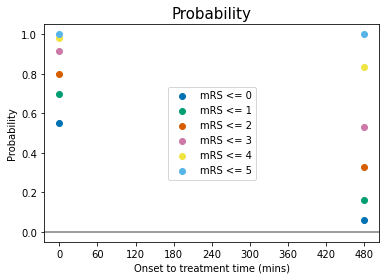 Probability
1.0
0.8
0.6
0.4
0.2
0.0
Probability
mRS <= 0
mRS <= 1
mRS <= 2
mRS <= 3
mRS <= 4
mRS <= 5
0 60 120 180 240 300 360 420 480
Onset to treatment time (mins)